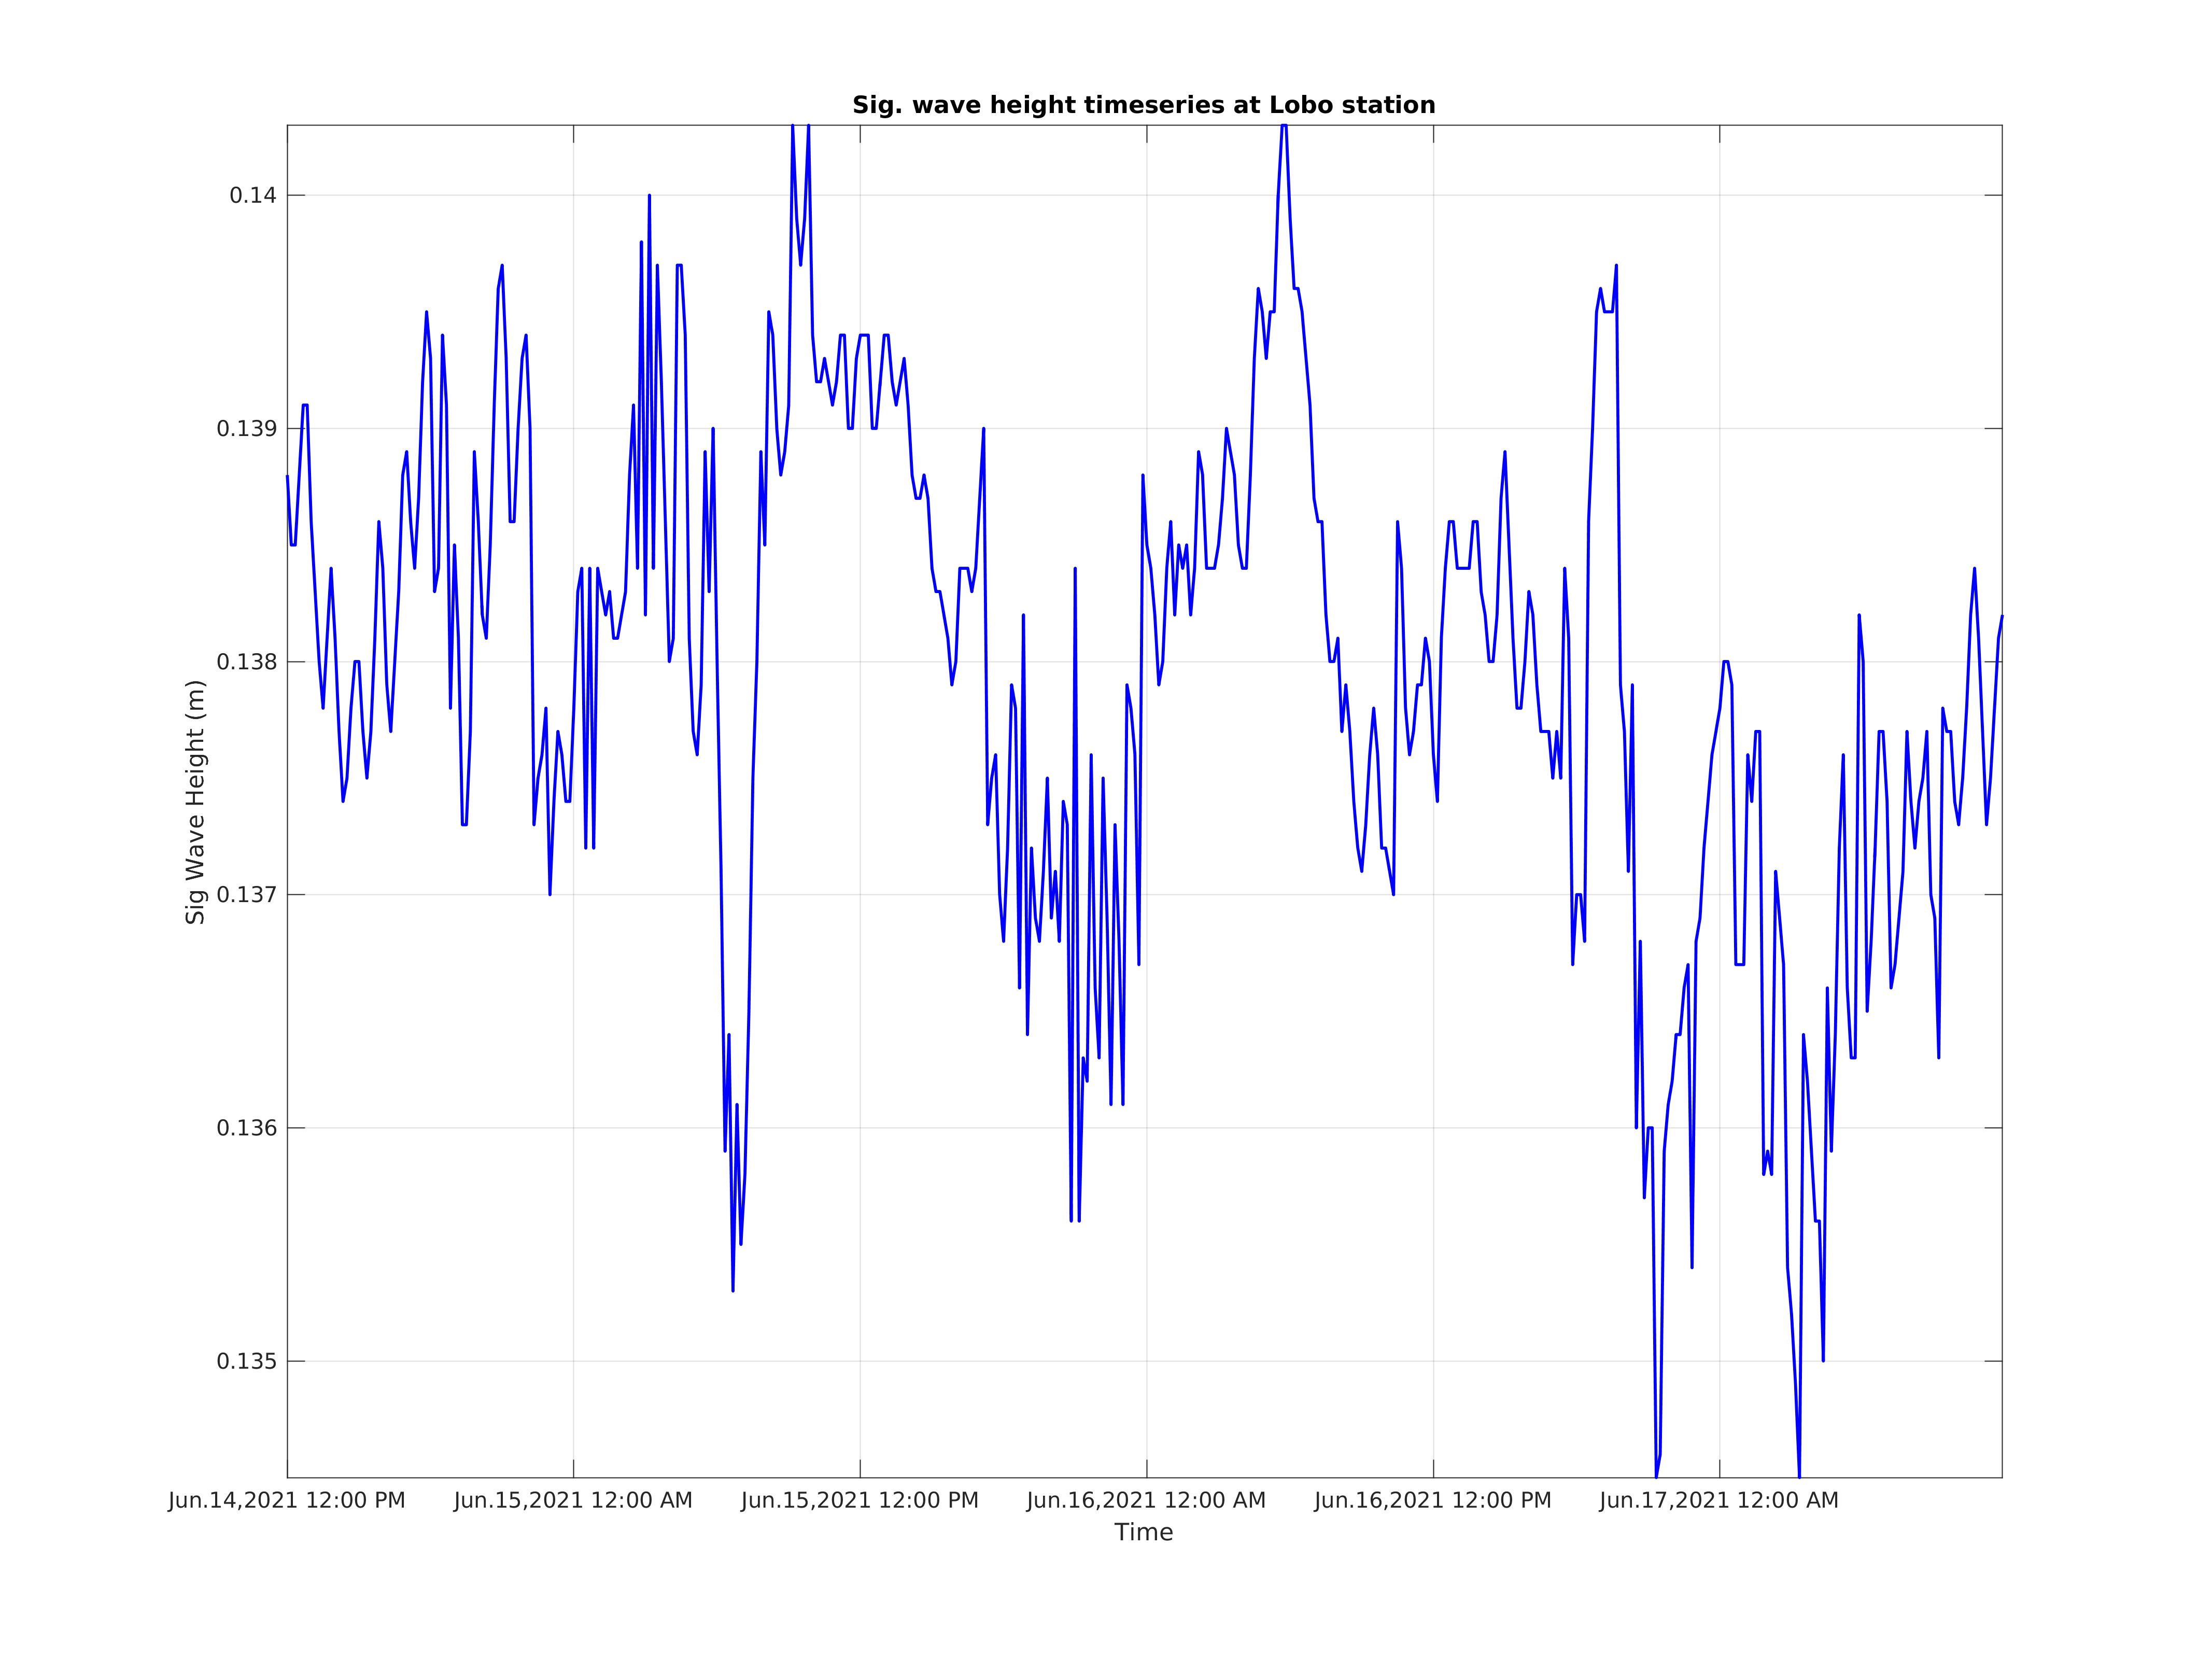 Sig. wave height timeseries at Lobo station
0.14
0.139
0.138
0.137
0.136
0.135
Sig Wave Height (m)
Jun.14,2021 12:00 PM Jun.15,2021 12:00 AM Jun.15,2021 12:00 PM Jun.16,2021 12:00 AM Jun.16,2021 12:00 PM Jun.17,2021 12:00 AM
Time